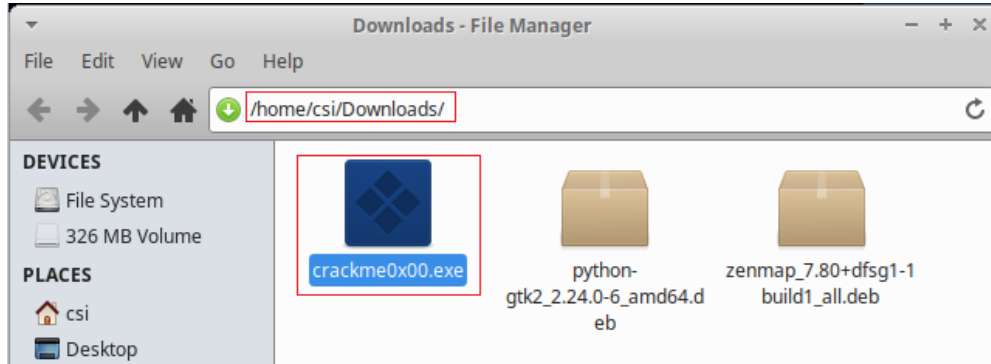 Downloads - File Manager
File Edit View Go Help
/home/csi/Downloads/
DEVICES
File System
326 MB Volume
PLACES
csi
Desktop
crackme0x00.exe
python-
gtk2_2.24.0-6_amd64.d
eb
zenmap_7.80+dfsg1-1
build1_all.deb